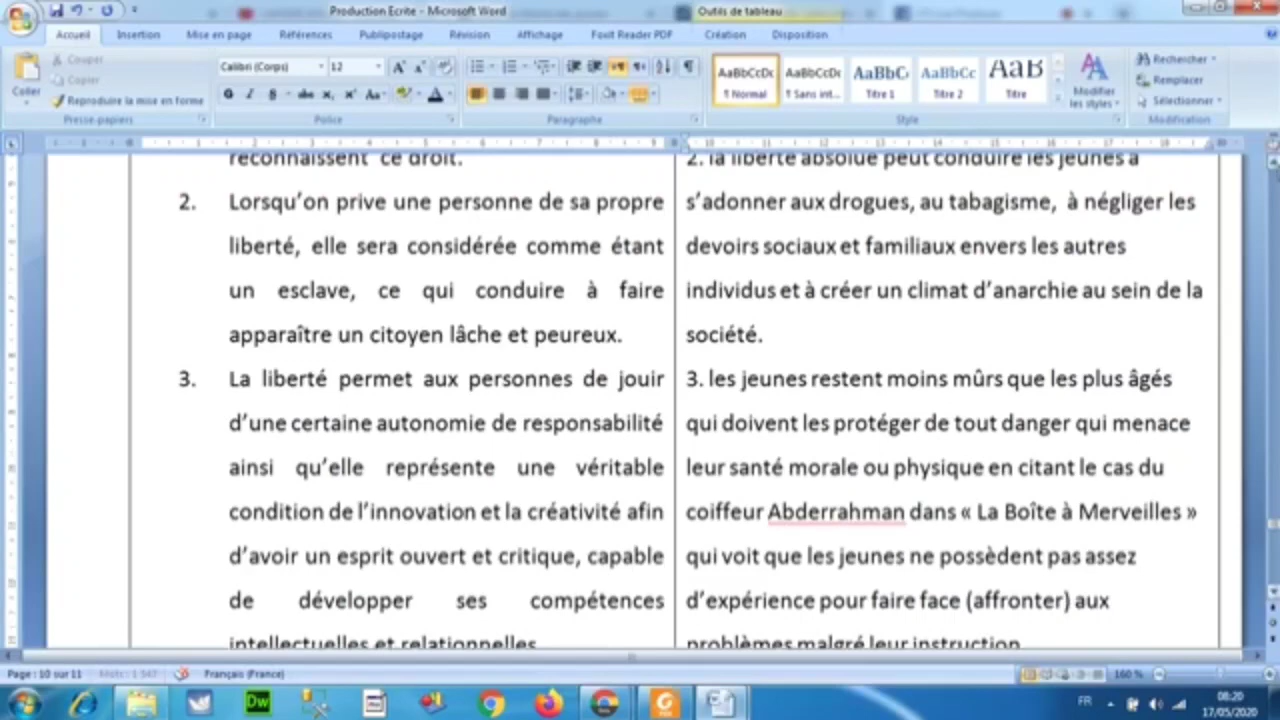 Production Ecrite - Microsoft Word
Outils de tableau
Accueil Insertion Mise en page Références Publipostage Révision Affichage Foxit Reader PDF Création Disposition
Couper
Copier
Coller
Reproduire la mise en forme
Calibri (Corps) 12
AaBbCcDc AaBbCcDc AaBbC AaBbCc AaB
¶ Normal ¶ Sans int... Titre 1 Titre 2 Titre
Modifier les styles
Rechercher
Remplacer
Sélectionner
Presse-papiers Police Paragraphe Style Modification
reconnaissent ce droit.
2. Lorsqu’on prive une personne de sa propre
liberté, elle sera considérée comme étant
un esclave, ce qui conduire à faire
apparaître un citoyen lâche et peureux.
3. La liberté permet aux personnes de jouir
d’une certaine autonomie de responsabilité
ainsi qu’elle représente une véritable
condition de l’innovation et la créativité afin
d’avoir un esprit ouvert et critique, capable
de développer ses compétences
intellectuelles et relationnelles
2. la liberté absolue peut conduire les jeunes à
s’adonner aux drogues, au tabagisme, à négliger les
devoirs sociaux et familiaux envers les autres
individus et à créer un climat d’anarchie au sein de la
société.
3. les jeunes restent moins mûrs que les plus âgés
qui doivent les protéger de tout danger qui menace
leur santé morale ou physique en citant le cas du
coiffeur Abderrahman dans « La Boîte à Merveilles »
qui voit que les jeunes ne possèdent pas assez
d’expérience pour faire face (affronter) aux
problèmes malgré leur instruction
Page : 10 sur 11 Mots : 1 547 Français (France) 160 %
FR 08:20
17/05/2020